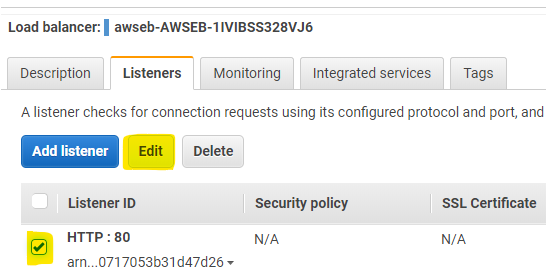 Load balancer: awseb-AWSEB-1IVIBSS328VJ6
Description Listeners Monitoring Integrated services Tags
A listener checks for connection requests using its configured protocol and port, and
Add listener Edit Delete
Listener ID Security policy SSL Certificate
HTTP : 80 N/A N/A
arn...0717053b31d47d26